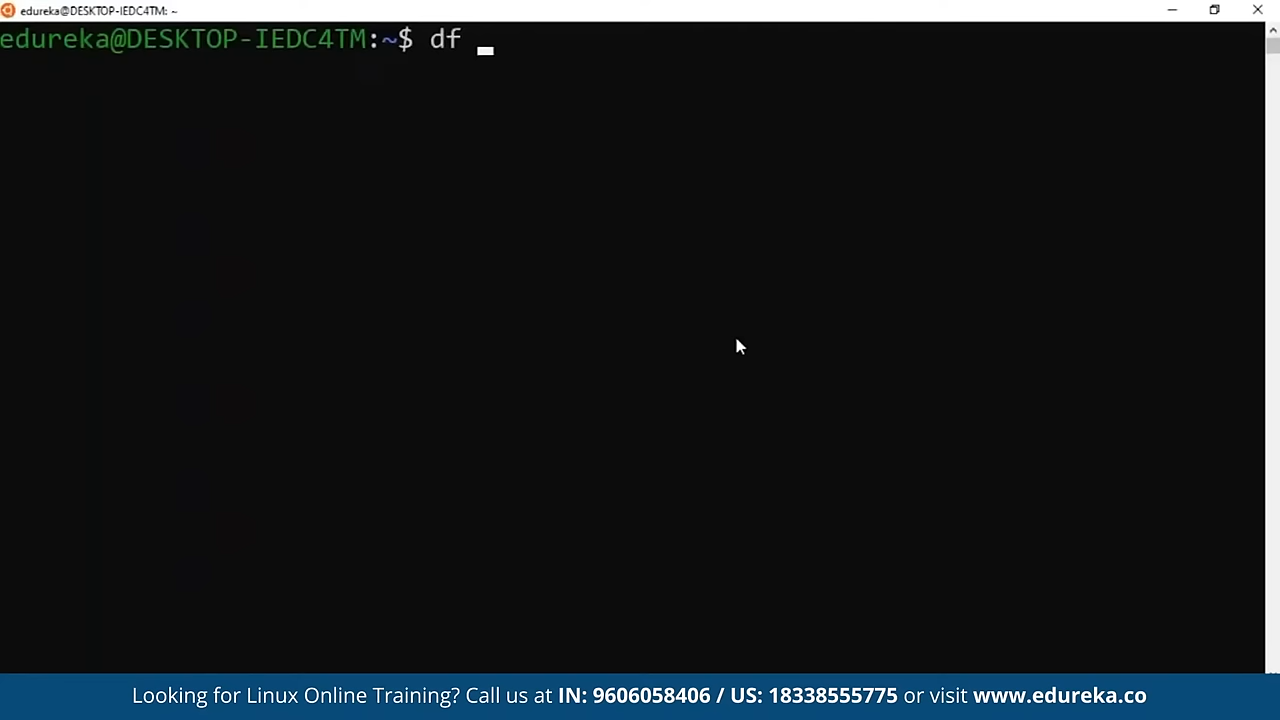 edureka@DESKTOP-IEDC4TM: ~
edureka@DESKTOP-IEDC4TM:~$ df
Looking for Linux Online Training? Call us at IN: 9606058406 / US: 18338555775 or visit www.edureka.co